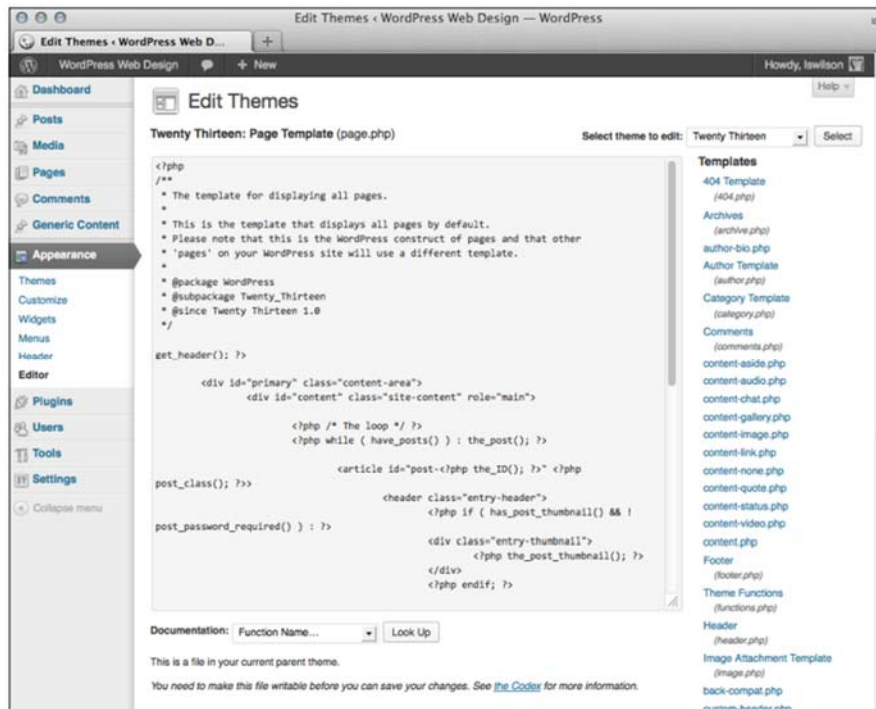 Edit Themes ‹ WordPress Web Design — WordPress
Edit Themes ‹ WordPress Web D...
+
WordPress Web Design
+ New
Howdy, lswilson
Help
Dashboard
Posts
Media
Pages
Comments
Generic Content
Appearance
Themes
Customize
Widgets
Menus
Header
Editor
Plugins
Users
Tools
Settings
Collapse menu
Edit Themes
Twenty Thirteen: Page Template (page.php)
Select theme to edit: Twenty Thirteen Select
<?php
/**
* The template for displaying all pages.
*
* This is the template that displays all pages by default.
* Please note that this is the WordPress construct of pages and that other
* 'pages' on your WordPress site will use a different template.
*
* @package WordPress
* @subpackage Twenty_Thirteen
* @since Twenty Thirteen 1.0
*/
get_header(); ?>
<div id="primary" class="content-area">
<div id="content" class="site-content" role="main">
<?php /* The loop */ ?>
<?php while ( have_posts() ) : the_post(); ?>
<article id="post-<?php the_ID(); ?>" <?php
post_class(); ?>>
<header class="entry-header">
<?php if ( has_post_thumbnail() && !
post_password_required() ) : ?>
<div class="entry-thumbnail">
<?php the_post_thumbnail(); ?>
</div>
<?php endif; ?>
Documentation: Function Name... Look Up
This is a file in your current parent theme.
You need to make this file writable before you can save your changes. See the Codex for more information.
Templates
404 Template
(404.php)
Archives
(archive.php)
author-bio.php
Author Template
(author.php)
Category Template
(category.php)
Comments
(comments.php)
content-aside.php
content-audio.php
content-chat.php
content-gallery.php
content-image.php
content-link.php
content-none.php
content-quote.php
content-status.php
content-video.php
content.php
Footer
(footer.php)
Theme Functions
(functions.php)
Header
(header.php)
Image Attachment Template
(image.php)
back-compat.php
custom-header.php